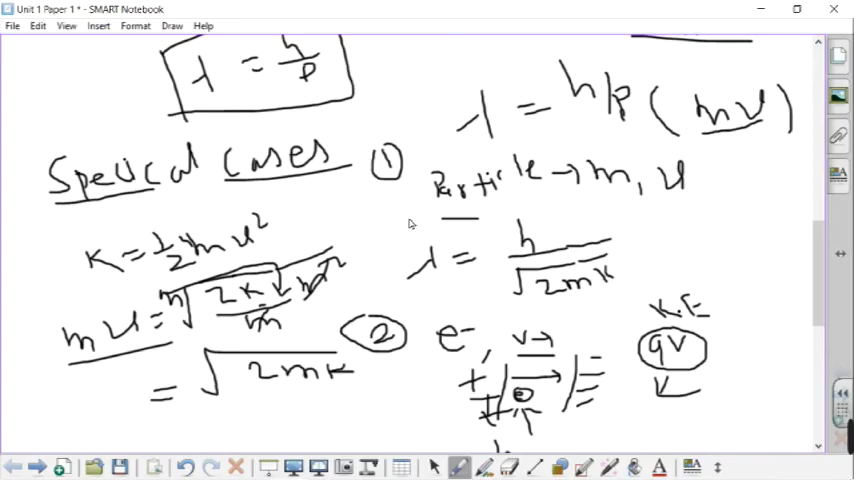 Unit 1 Paper 1 * - SMART Notebook
File Edit View Insert Format Draw Help
λ = h/p
λ = h/p (mv)
Speiical cases ①
Particle → m, v
K = 1/2 mv²
λ = h/√2mK
mv = m√2K/m
= √2mK
② e⁻, V→
K.E
qV
+ e